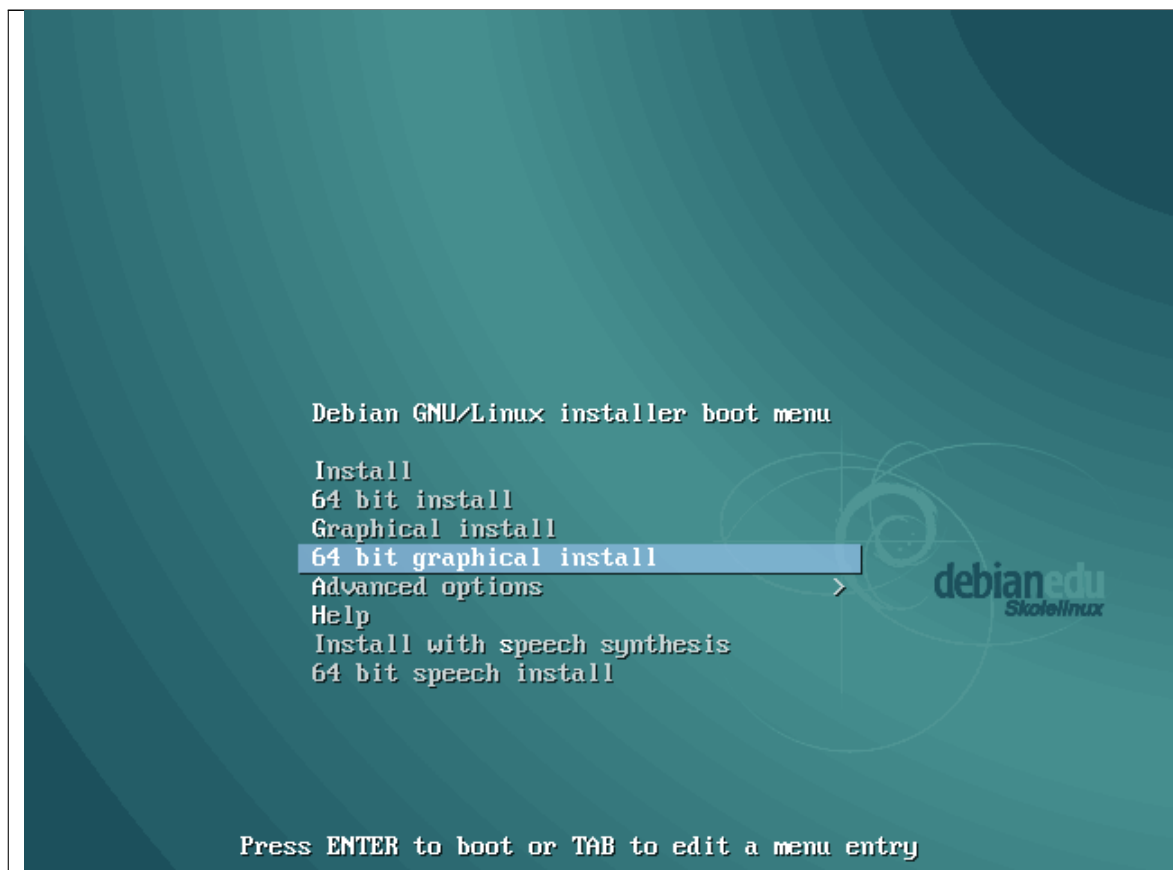 Debian GNU/Linux installer boot menu
Install
64 bit install
Graphical install
64 bit graphical install
Advanced options >
Help
Install with speech synthesis
64 bit speech install
debianedu
Skolelinux
Press ENTER to boot or TAB to edit a menu entry